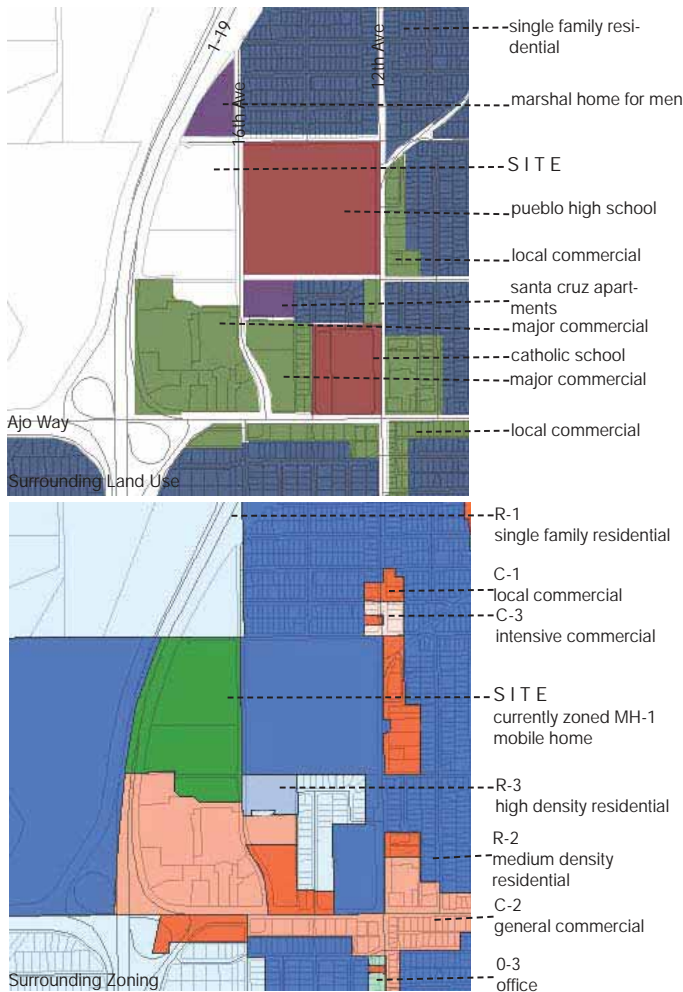 1-19
16th Ave
12th Ave
single family resi-
dential
marshal home for men
SITE
pueblo high school
local commercial
santa cruz apart-
ments
major commercial
catholic school
major commercial
Ajo Way
local commercial
Surrounding Land Use
R-1
single family residential
C-1
local commercial
C-3
intensive commercial
SITE
currently zoned MH-1
mobile home
R-3
high density residential
R-2
medium density
residential
C-2
general commercial
0-3
office
Surrounding Zoning